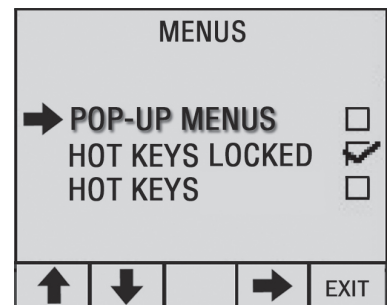 MENUS
POP-UP MENUS
HOT KEYS LOCKED
HOT KEYS
EXIT